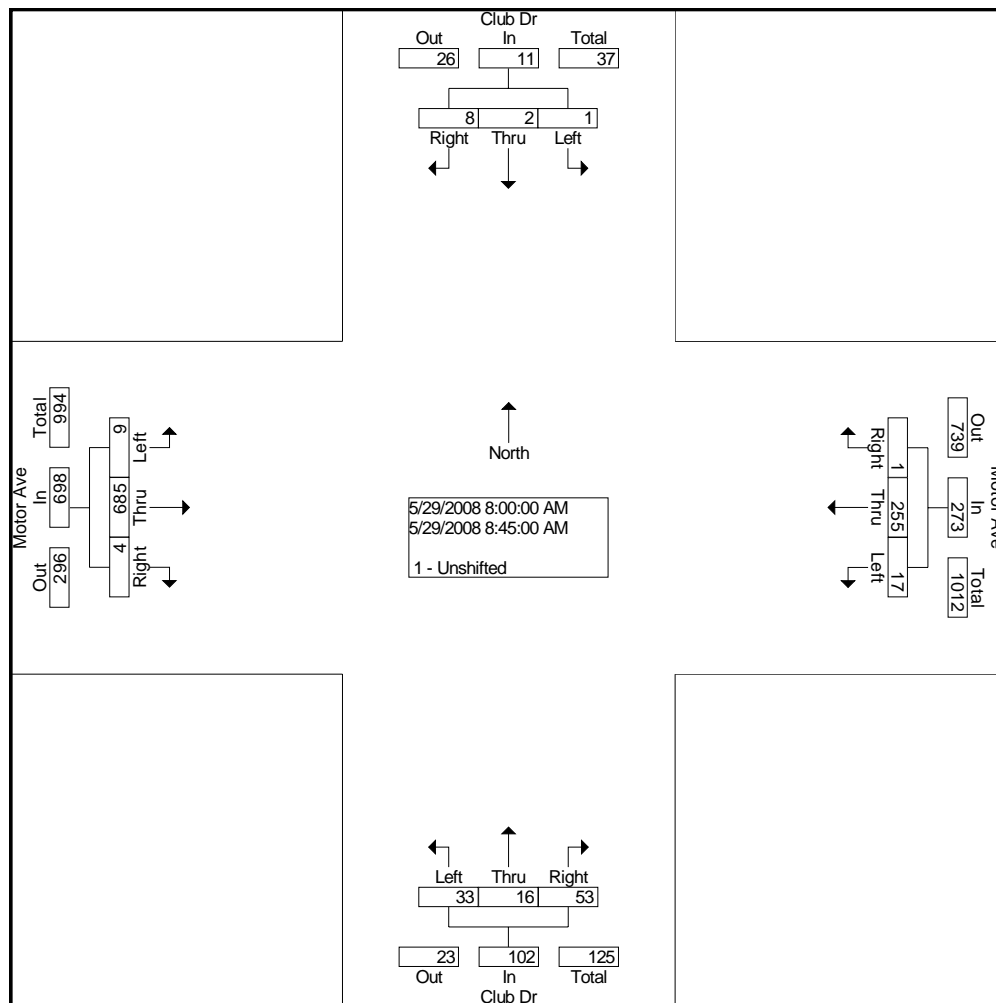 Club Dr
Out In Total
26 11 37
8 2 1
Right Thru Left
Motor Ave
Total In Out
994 698 296
9 685 4
Left Thru Right
North
5/29/2008 8:00:00 AM
5/29/2008 8:45:00 AM
1 - Unshifted
Right Thru Left
1 255 17
Out In Total
739 273 1012
Motor Ave
Left Thru Right
33 16 53
23 102 125
Out In Total
Club Dr